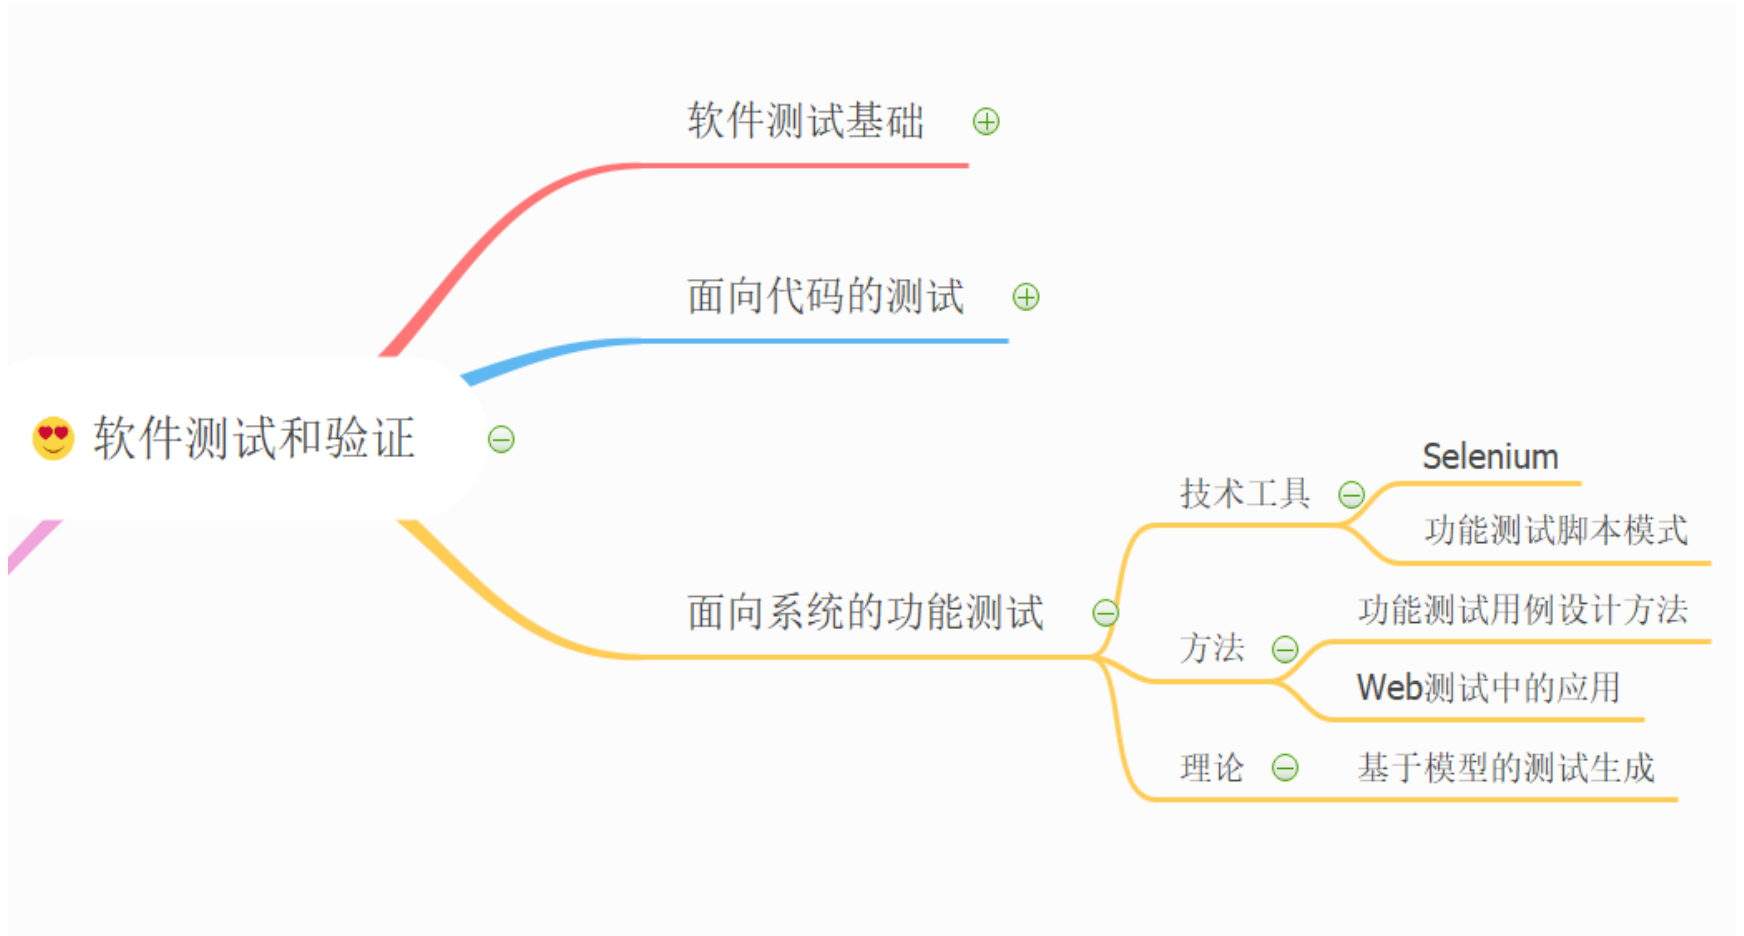 软件测试基础
面向代码的测试
软件测试和验证
面向系统的功能测试
技术工具
Selenium
功能测试脚本模式
方法
功能测试用例设计方法
Web测试中的应用
理论
基于模型的测试生成